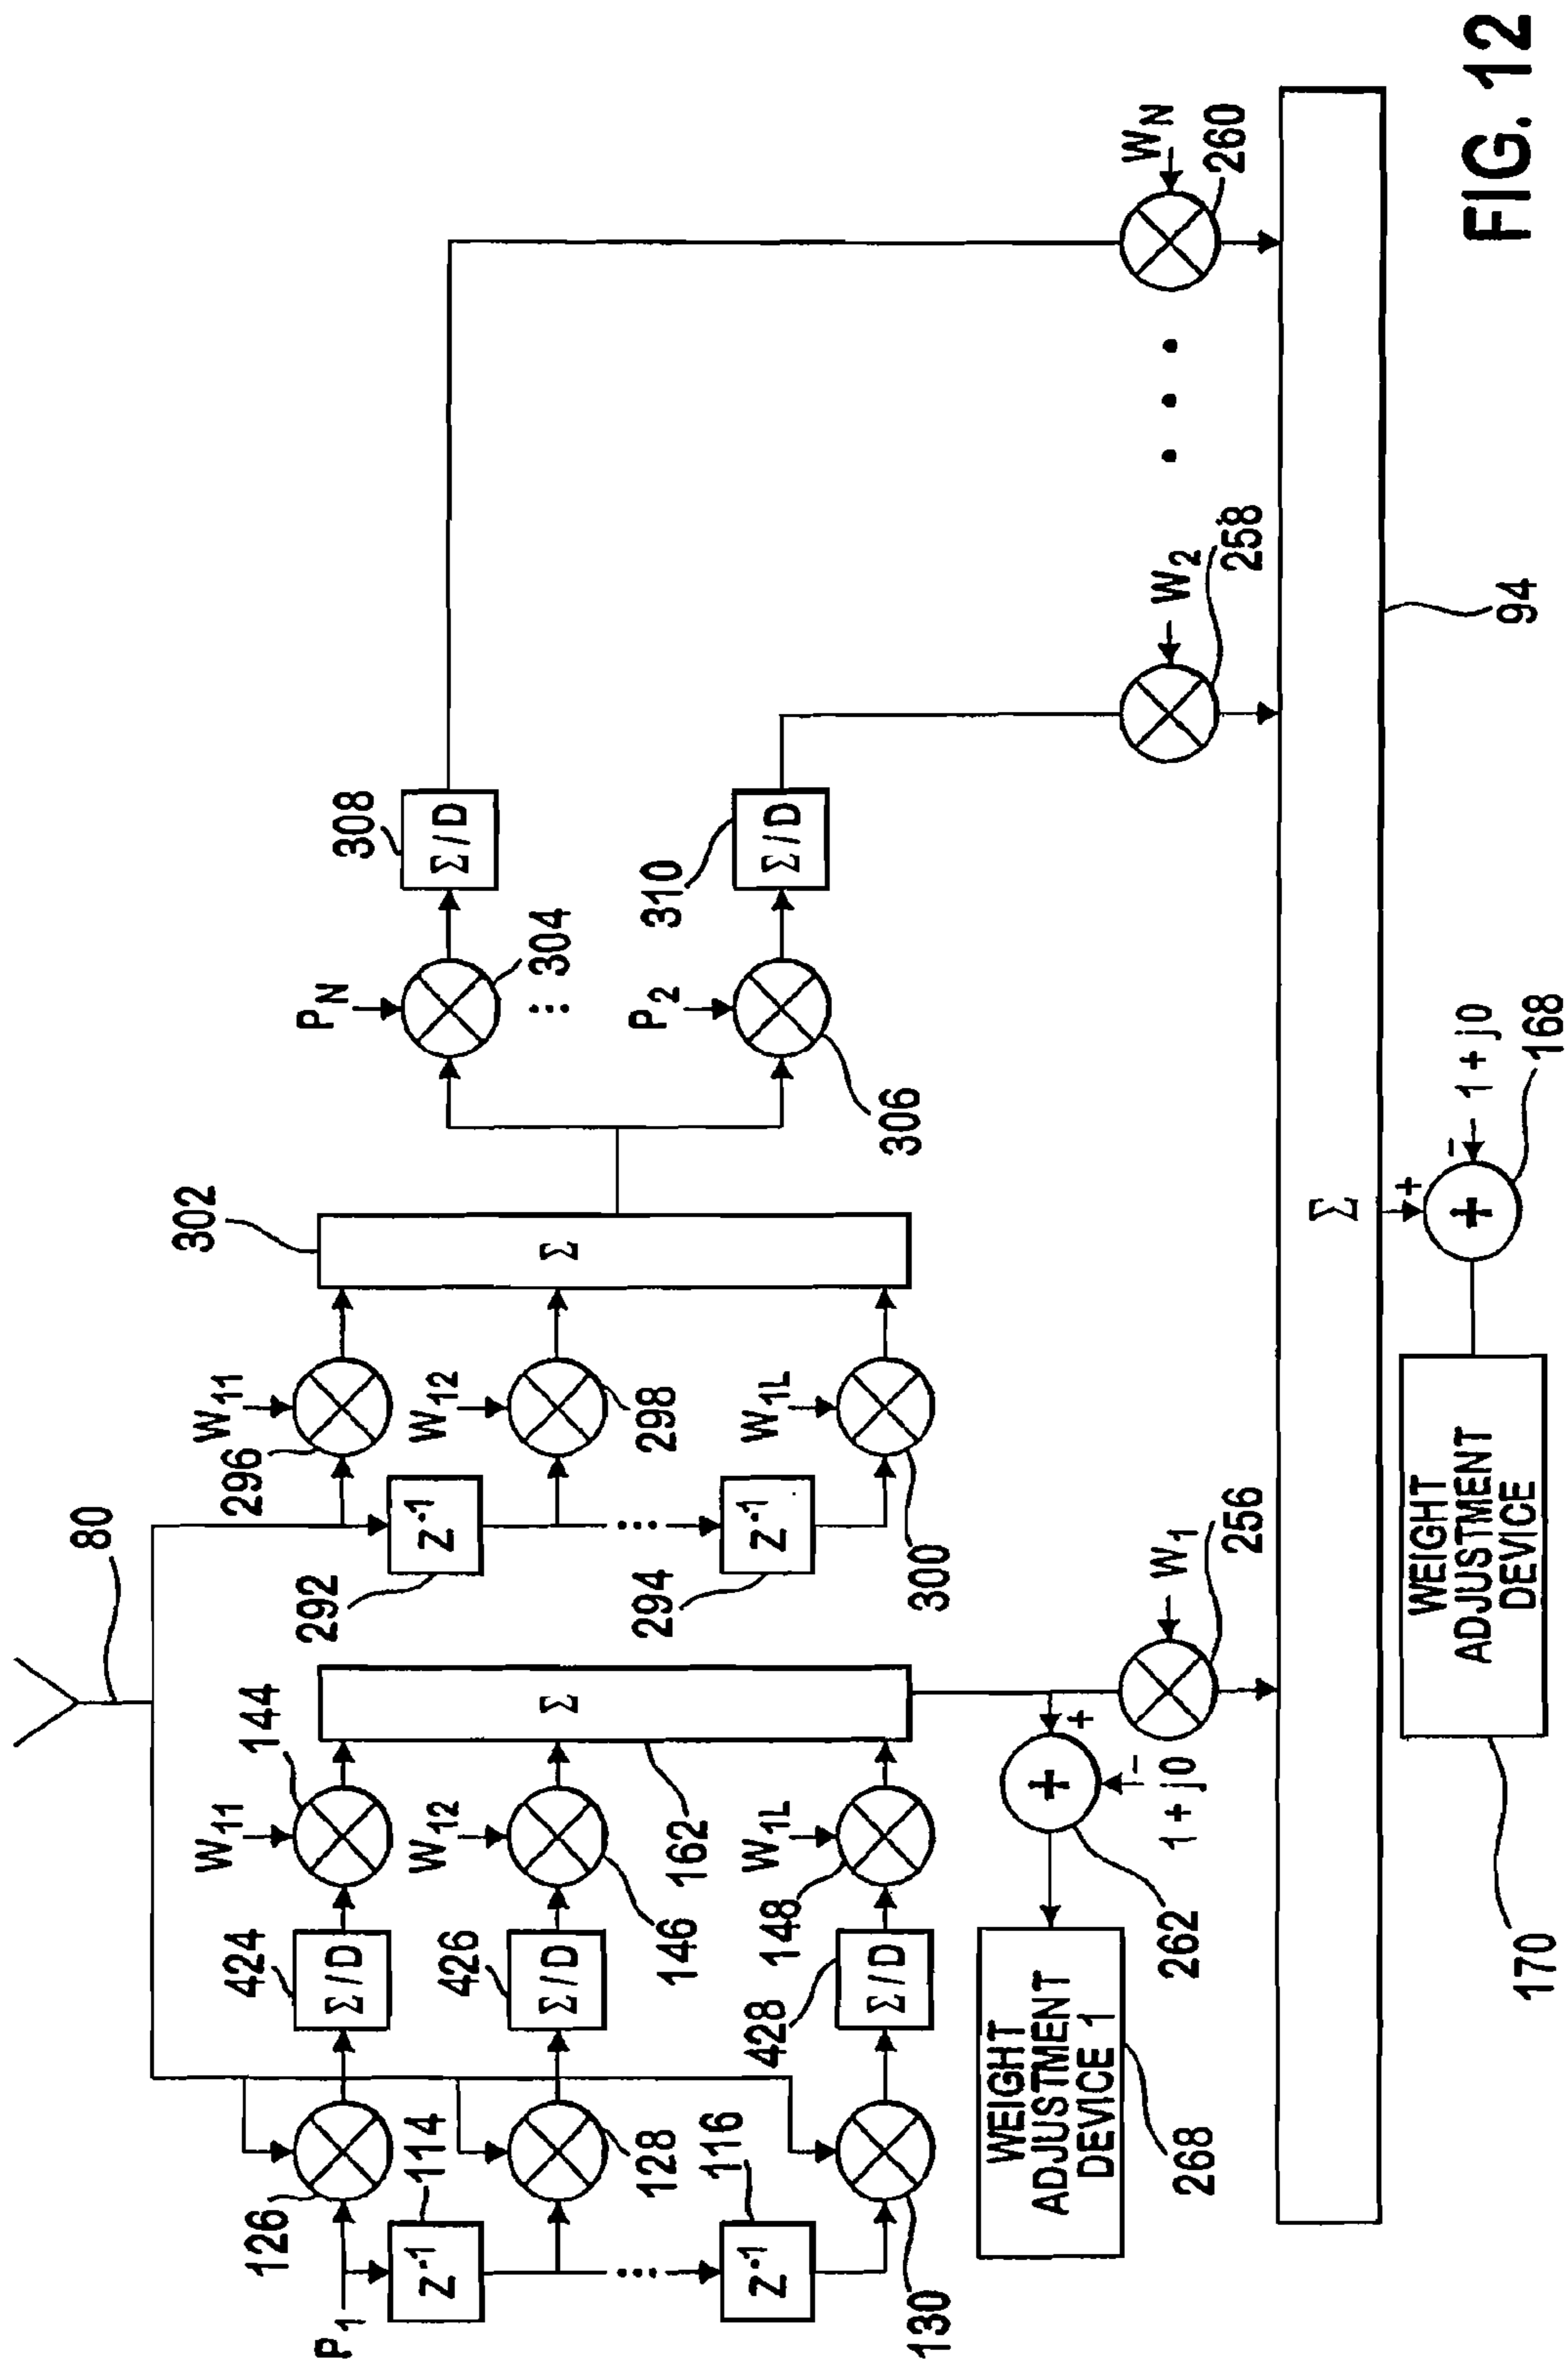 80
P1
126
114
Z-1
128
116
Z-1
130
424
Σ/D
426
Σ/D
428
Σ/D
W11
144
W12
146
W1L
148
Σ
162
292
Z-1
294
Z-1
W11
296
W12
298
W1L
300
Σ
302
PN
304
P2
306
308
Σ/D
310
Σ/D
+
+
−
1 + j0
262
WEIGHT
ADJUSTMENT
DEVICE 1
268
W1
256
W2
258
WN
260
Σ
94
+
+
−
1 + j0
168
WEIGHT
ADJUSTMENT
DEVICE
170
FIG. 12